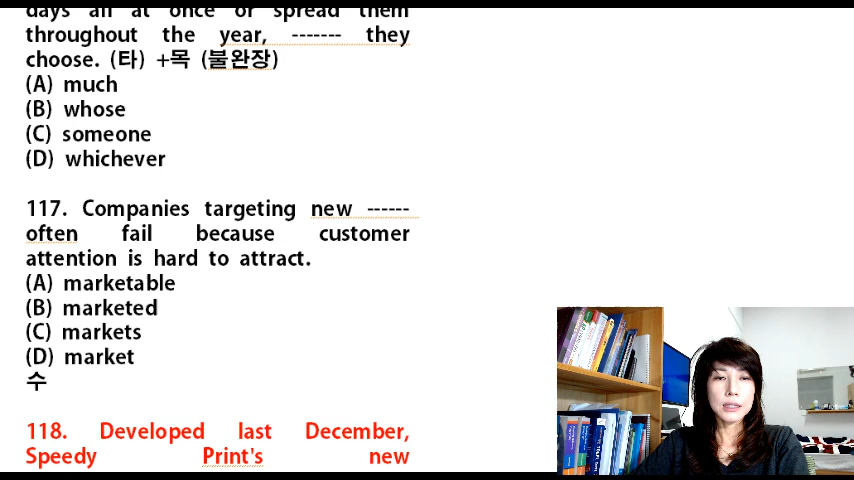 days all at once or spread them
throughout the year, ------- they
choose. (타) +목 (불완장)
(A) much
(B) whose
(C) someone
(D) whichever
117. Companies targeting new ------
often fail because customer
attention is hard to attract.
(A) marketable
(B) marketed
(C) markets
(D) market
수
118. Developed last December,
Speedy Print's new